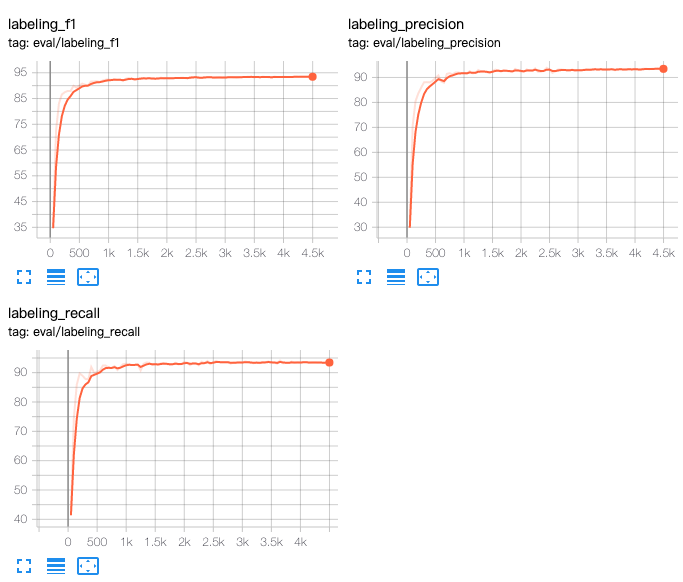 labeling_f1
tag: eval/labeling_f1
95
85
75
65
55
45
35
0 500 1k 1.5k 2k 2.5k 3k 3.5k 4.5k
labeling_precision
tag: eval/labeling_precision
90
80
70
60
50
40
30
0 500 1k 1.5k 2k 2.5k 3k 3.5k 4.5k
labeling_recall
tag: eval/labeling_recall
90
80
70
60
50
40
0 500 1k 1.5k 2k 2.5k 3k 3.5k 4k